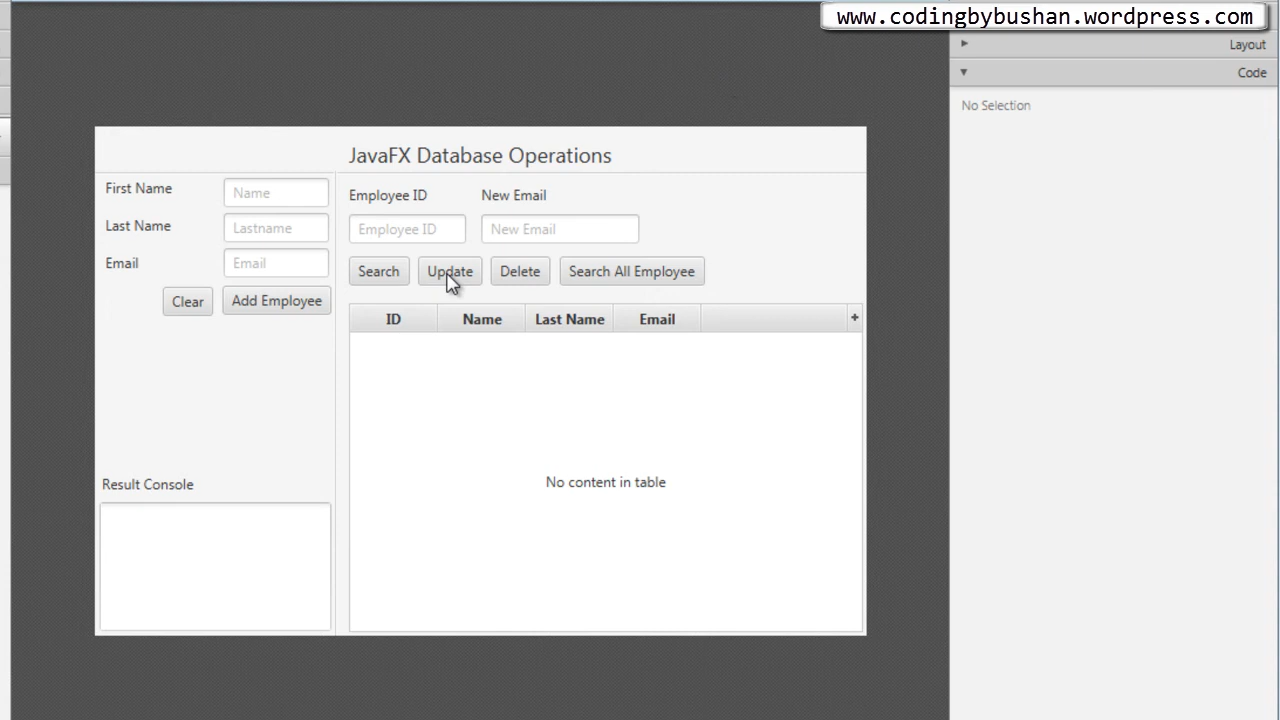 www.codingbybushan.wordpress.com
Layout
Code
No Selection
JavaFX Database Operations
First Name
Name
Last Name
Lastname
Email
Email
Clear
Add Employee
Employee ID
New Email
Employee ID
New Email
Search
Update
Delete
Search All Employee
ID
Name
Last Name
Email
+
No content in table
Result Console